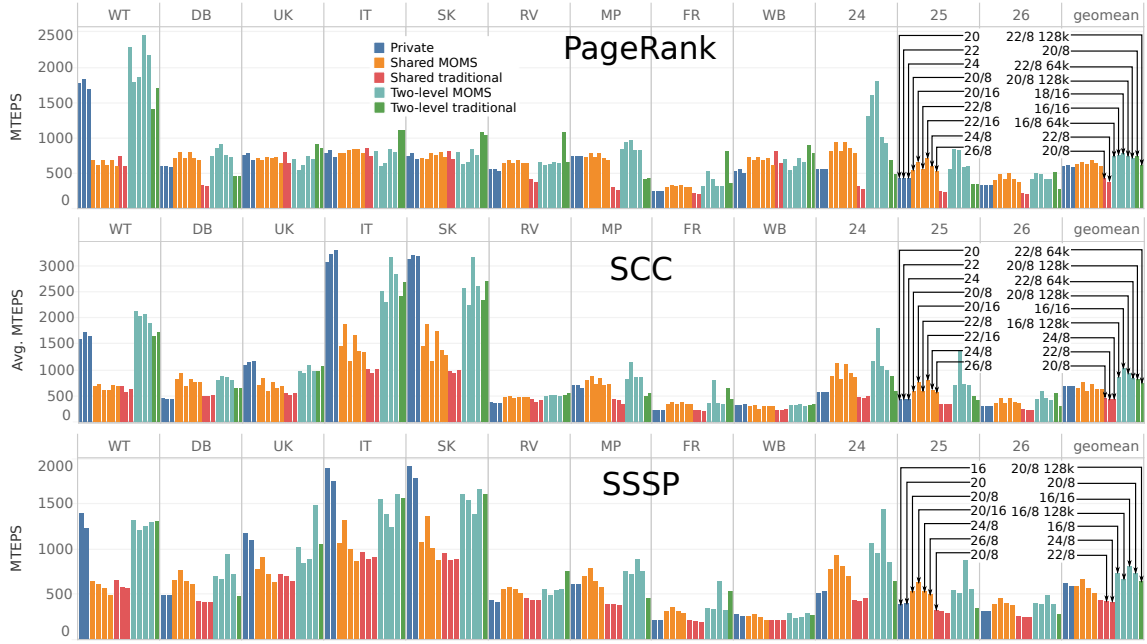 WT DB UK IT SK RV MP FR WB 24 25 26 geomean
PageRank
MTEPS
2500
2000
1500
1000
500
0
Private
Shared MOMS
Shared traditional
Two-level MOMS
Two-level traditional
20
22
24
20/8
20/16
22/8
22/16
24/8
26/8
22/8 128k
20/8
22/8 64k
20/8 128k
18/16
16/16
16/8 64k
22/8
20/8
WT DB UK IT SK RV MP FR WB 24 25 26 geomean
SCC
Avg. MTEPS
3000
2500
2000
1500
1000
500
0
20
22
24
20/8
20/16
22/8
22/16
24/8
26/8
22/8 64k
20/8 128k
22/8 64k
20/8 128k
16/16
16/8 128k
24/8
22/8
20/8
WT DB UK IT SK RV MP FR WB 24 25 26 geomean
SSSP
MTEPS
2000
1500
1000
500
0
16
20
20/8
20/16
24/8
26/8
20/8
20/8 128k
20/8
16/16
16/8 128k
16/8
24/8
22/8